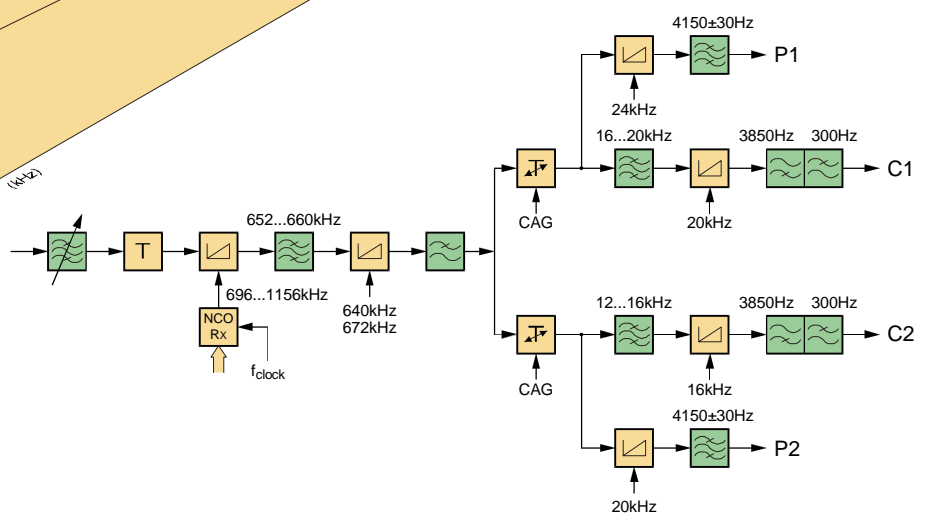 4150±30Hz
P1
24kHz
16...20kHz
3850Hz 300Hz
C1
(kHz)
CAG
20kHz
652...660kHz
T
696...1156kHz
640kHz
672kHz
NCO
Rx
fclock
12...16kHz
3850Hz 300Hz
C2
CAG
16kHz
4150±30Hz
P2
20kHz